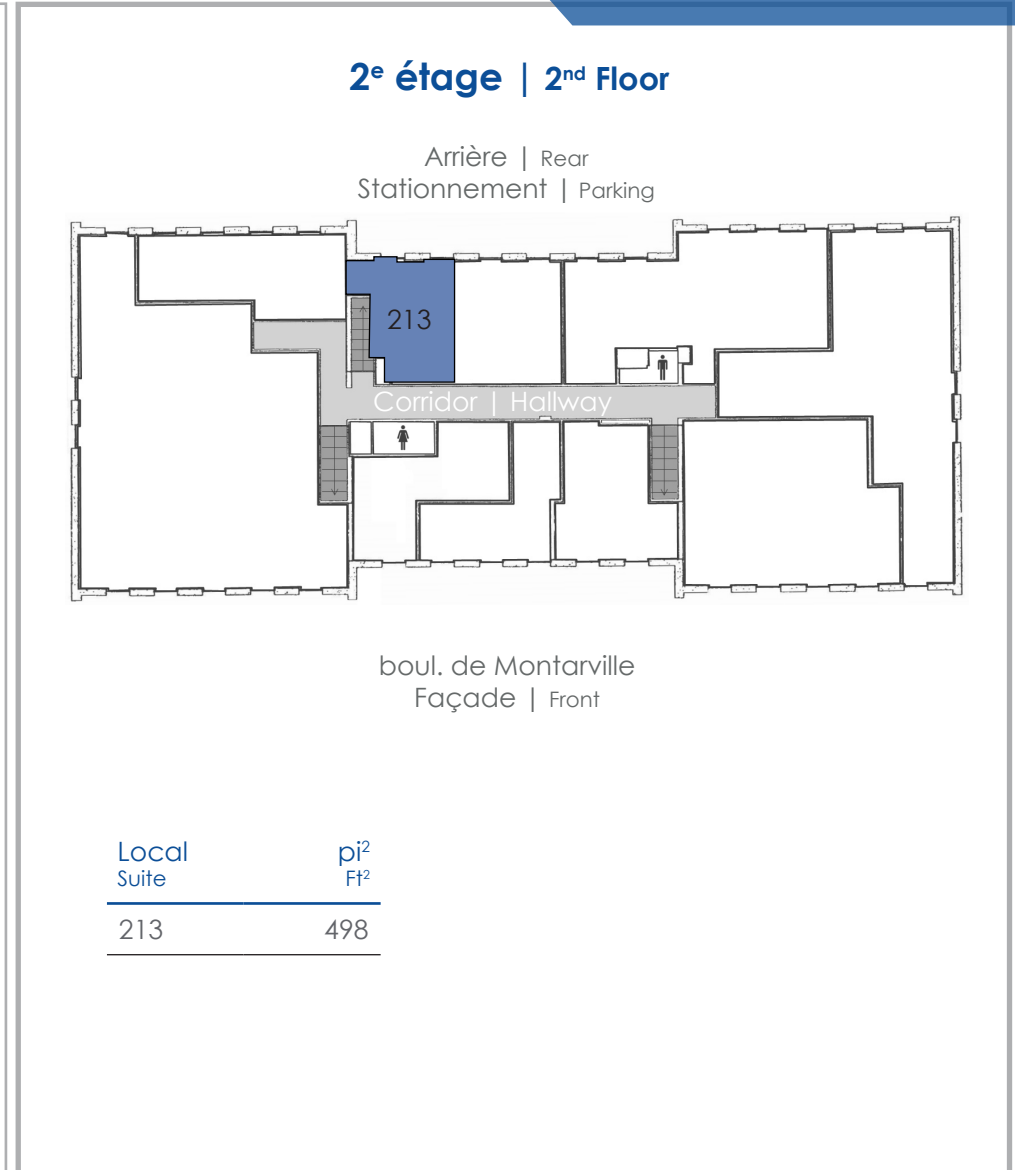 2e étage | 2nd Floor
Arrière | Rear
Stationnement | Parking
213
Corridor | Hallway
boul. de Montarville
Façade | Front
Local pi²
Suite Ft²
213 498